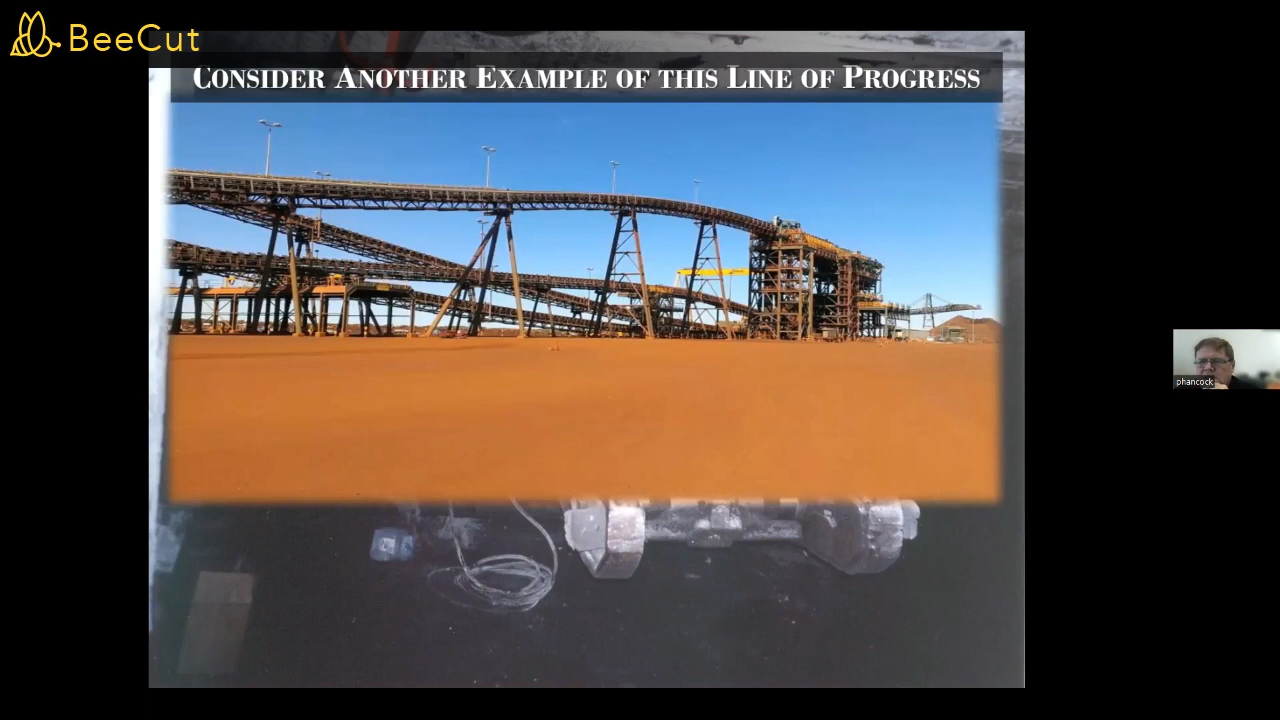 BeeCut
CONSIDER ANOTHER EXAMPLE OF THIS LINE OF PROGRESS
phancock